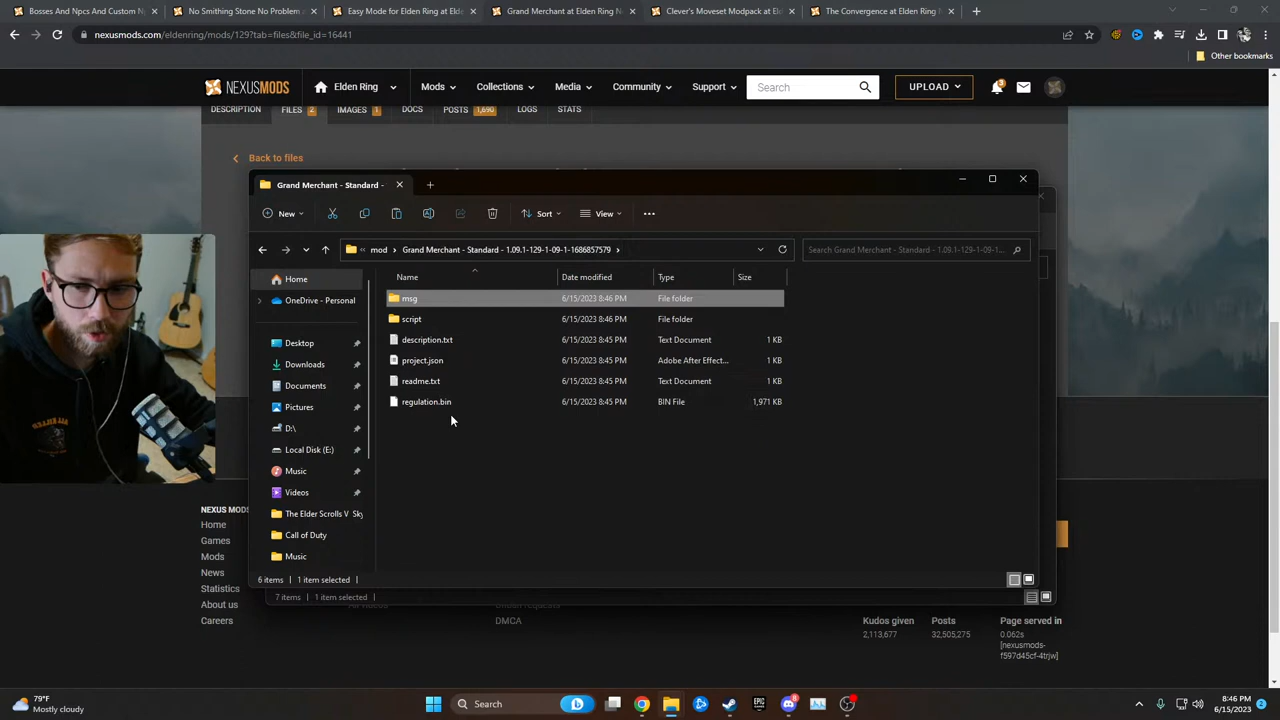 Bosses And Npcs And Custom Np
No Smithing Stone No Problem a
Easy Mode for Elden Ring at Elde
Grand Merchant at Elden Ring Ne
Clever's Moveset Modpack at Eld
The Convergence at Elden Ring N
nexusmods.com/eldenring/mods/129?tab=files&file_id=16441
Other bookmarks
NEXUSMODS
Elden Ring
Mods
Collections
Media
Community
Search
Support
UPLOAD
DESCRIPTION
FILES 2
IMAGES 1
DOCS
POSTS 1,690
LOGS
STATS
Back to files
Grand Merchant - Standard -
New
Sort
View
mod
Grand Merchant - Standard - 1.09.1-129-1-09-1-1686857579
Search Grand Merchant - Standard - 1.09.1-129-1-09-1...
Name
Date modified
Type
Size
Home
OneDrive - Personal
Desktop
Downloads
Documents
Pictures
D:\
Local Disk (E:)
Music
Videos
The Elder Scrolls V Sky
Call of Duty
Music
msg 6/15/2023 8:46 PM File folder
script 6/15/2023 8:46 PM File folder
description.txt 6/15/2023 8:45 PM Text Document 1 KB
project.json 6/15/2023 8:45 PM Adobe After Effect... 1 KB
readme.txt 6/15/2023 8:45 PM Text Document 1 KB
regulation.bin 6/15/2023 8:45 PM BIN File 1,971 KB
6 items
1 item selected
7 items
1 item selected
NEXUS MODS
Home
Games
Mods
News
Statistics
About us
Careers
DMCA
Kudos given
2,113,677
Posts
32,505,275
Page served in
0.062s
[nexusmods-
f597d45cf-4trjw]
79°F
Mostly cloudy
Search
8:46 PM
6/15/2023